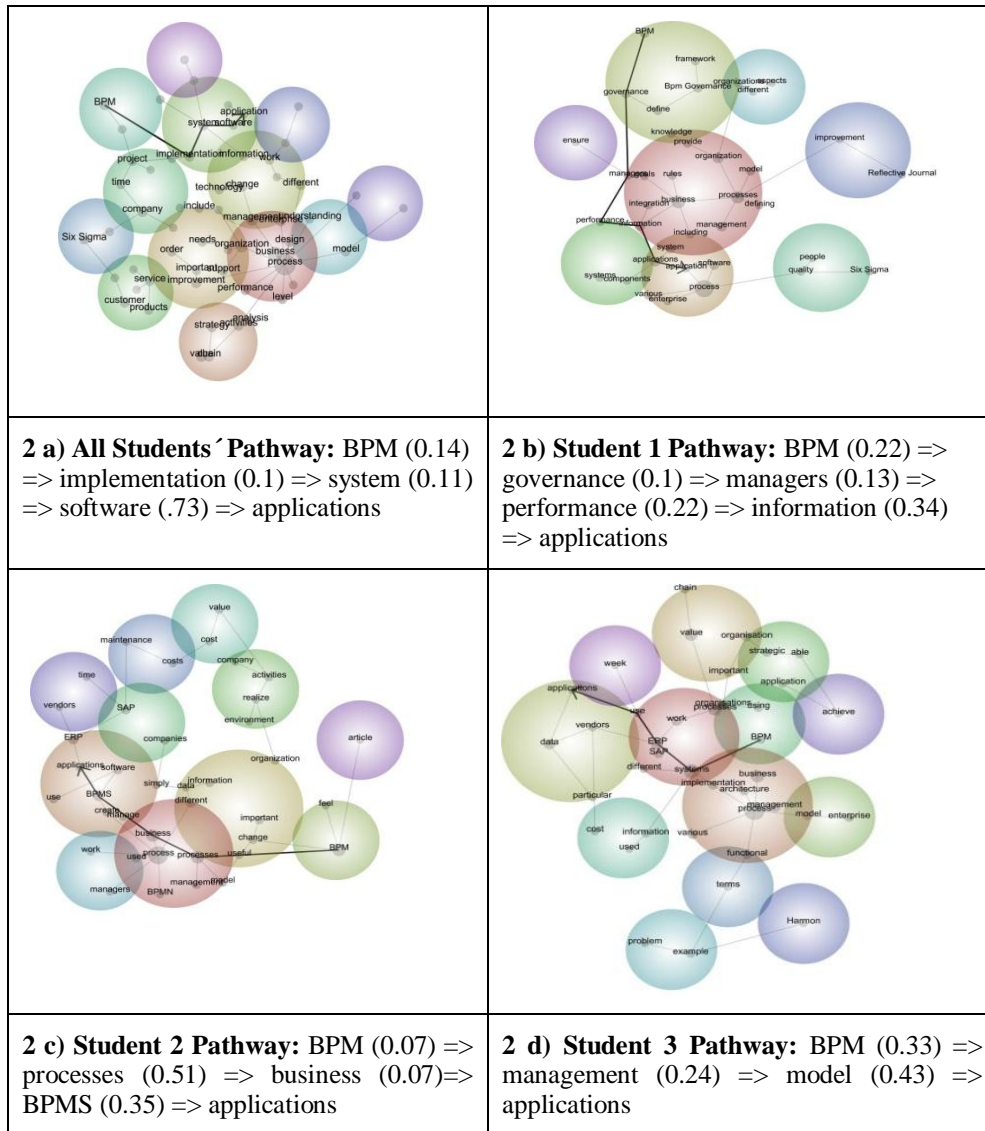 BPM
application
system
software
implementation
information
work
project
time
technology
change
different
include
company
management
understanding
enterprise
Six Sigma
needs
organization
design
order
business
model
process
important
support
service
improvement
performance
level
customer
products
analysis
strategy
activities
2 a) All Students´ Pathway: BPM (0.14)
=> implementation (0.1) => system (0.11)
=> software (.73) => applications
BPM
framework
organizations
aspects
different
governance
Bpm Governance
define
ensure
knowledge
provide
improvement
organization
managers
goals
rules
model
Reflective Journal
processes
business
defining
integration
performance
information
management
including
system
applications
software
people
systems
application
quality
Six Sigma
components
process
various
enterprise
2 b) Student 1 Pathway: BPM (0.22) =>
governance (0.1) => managers (0.13) =>
performance (0.22) => information (0.34)
=> applications
value
maintenance
cost
costs
company
activities
time
realize
vendors
SAP
environment
ERP
companies
article
organization
applications
software
information
simply
data
use
BPMS
different
feel
create
manage
important
business
change
work
used
process
processes
useful
BPM
managers
management
model
BPMN
2 c) Student 2 Pathway: BPM (0.07) =>
processes (0.51) => business (0.07)=>
BPMS (0.35) => applications
chain
value
organisation
strategic
able
week
important
application
applications
organisations
processes
using
achieve
use
work
vendors
data
ERP
BPM
SAP
different
systems
business
implementation
architecture
particular
process
management
model
enterprise
cost
information
various
used
functional
terms
Harmon
problem
example
2 d) Student 3 Pathway: BPM (0.33) =>
management (0.24) => model (0.43) =>
applications